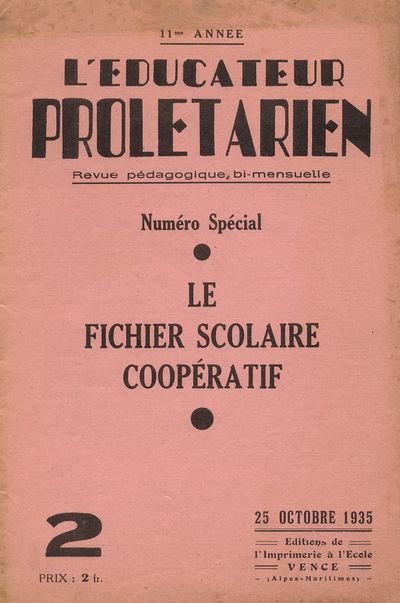 11me ANNEE
L'EDUCATEUR
PROLETARIEN
Revue pédagogique, bi-mensuelle
Numéro Spécial
LE
FICHIER SCOLAIRE
COOPÉRATIF
2
PRIX : 2 fr.
25 OCTOBRE 1935
Editions de
l'Imprimerie à l'Ecole
VENCE
(Alpes-Maritimes)